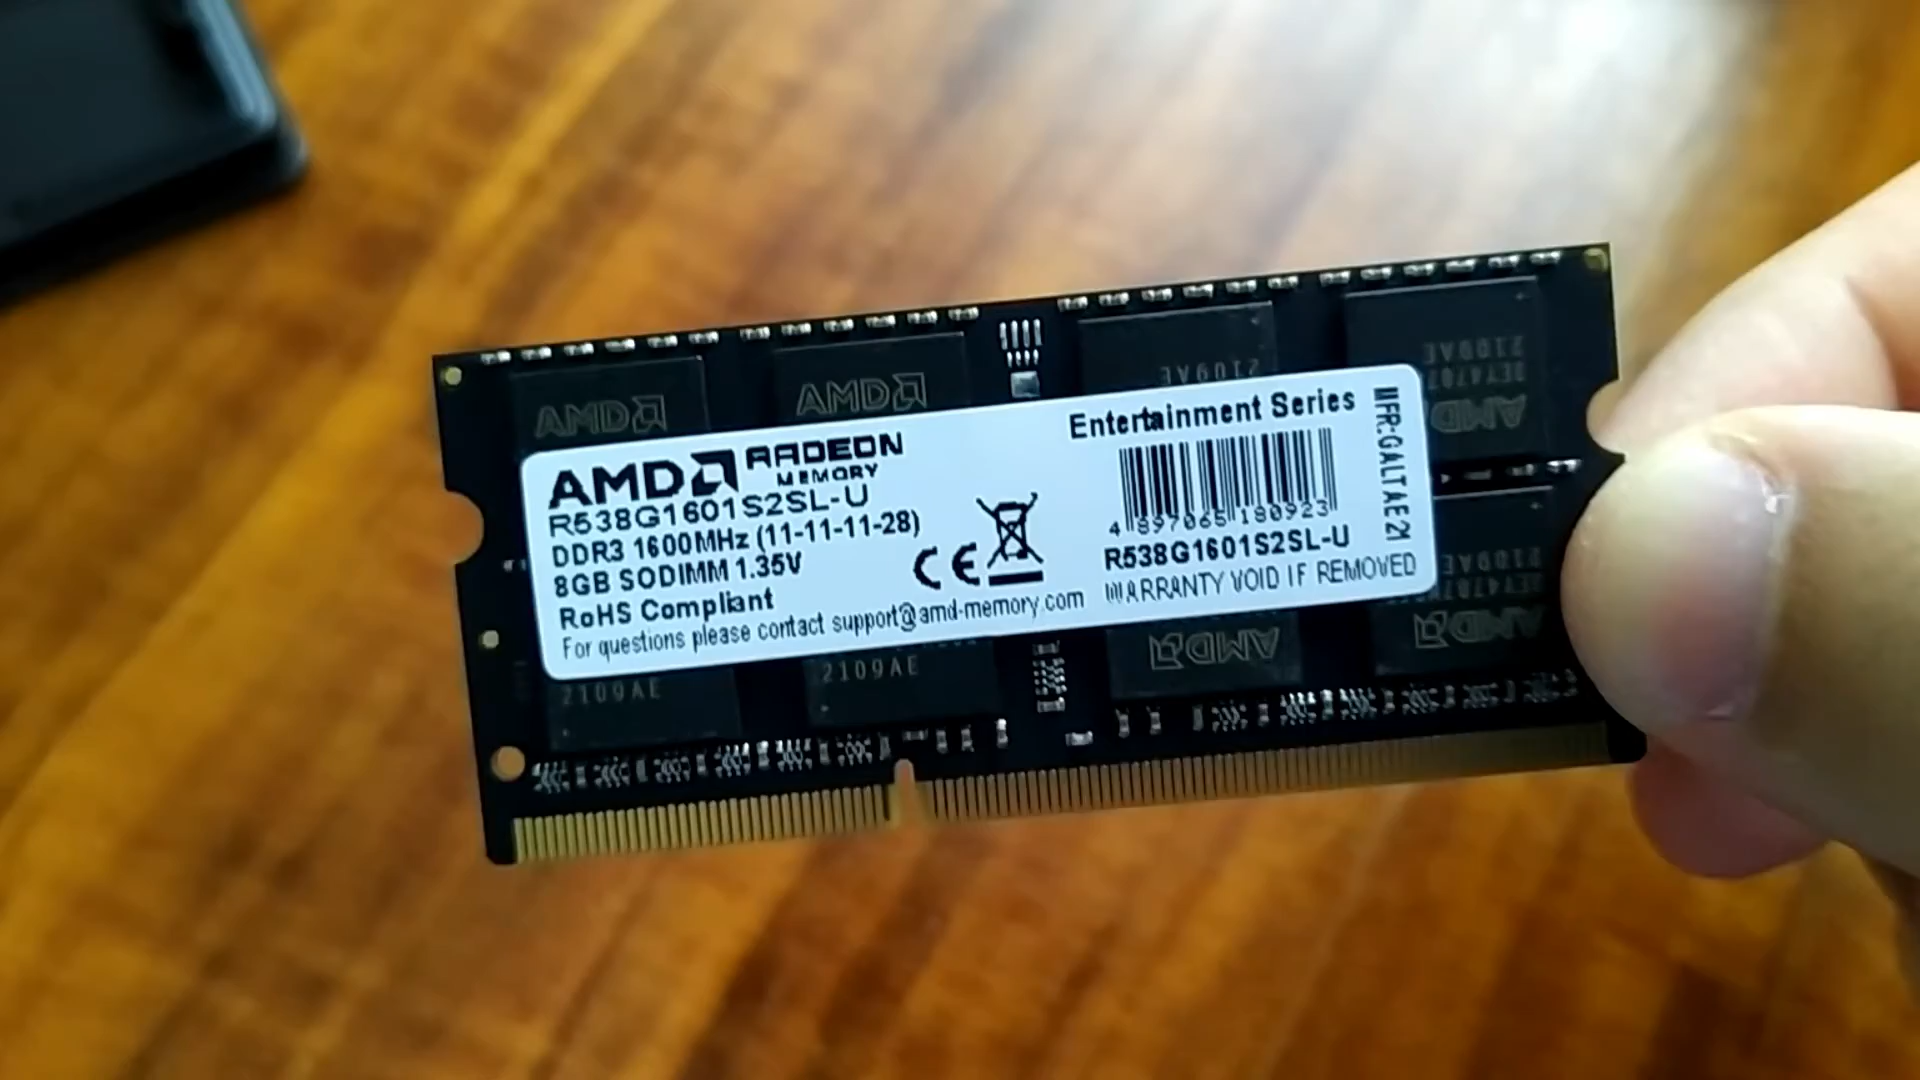 AMD
AMD
2109AE
2109AE
AMD
AMD RADEON
MEMORY
R538G1601S2SL-U
DDR3 1600MHz (11-11-11-28)
8GB SODIMM 1.35V
RoHS Compliant
For questions please contact support@amd-memory.com
CE
Entertainment Series
4 897065 180923
R538G1601S2SL-U
WARRANTY VOID IF REMOVED
MFR:GALTAE21
2109AE
2109AE
2109AE
AMD
AMD